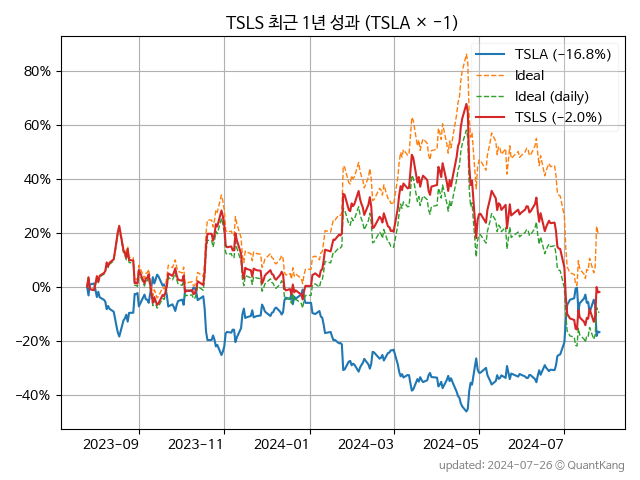 TSLS 최근 1년 성과 (TSLA × −1)
TSLA (−16.8%)
Ideal
Ideal (daily)
TSLS (−2.0%)
80%
60%
40%
20%
0%
−20%
−40%
2023−09
2023−11
2024−01
2024−03
2024−05
2024−07
updated: 2024-07-26 © QuantKang